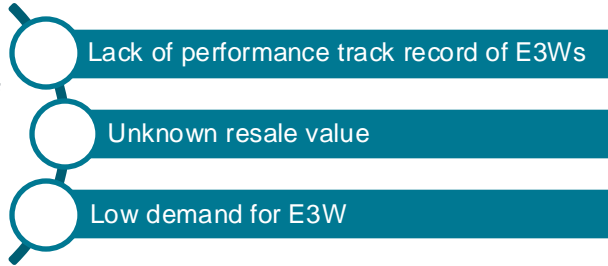 Lack of performance track record of E3Ws
Unknown resale value
Low demand for E3W